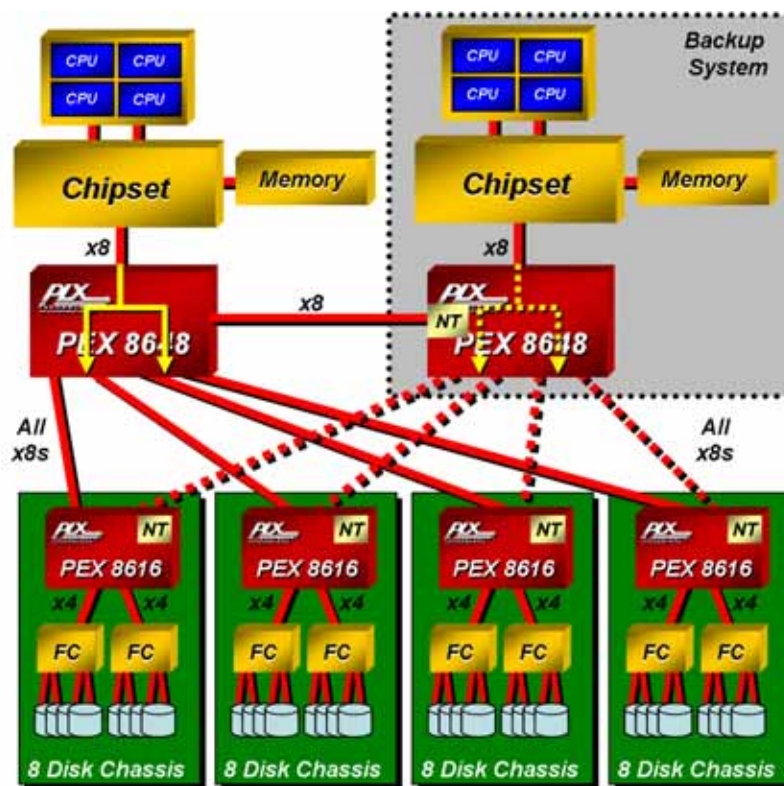 CPU CPU
CPU CPU
Chipset
Memory
x8
PLX
PEX 8648
x8
Backup
System
CPU CPU
CPU CPU
Chipset
Memory
x8
PLX
NT
PEX 8648
All
x8s
All
x8s
PLX
NT
PEX 8616
x4 x4
FC FC
8 Disk Chassis
PLX
NT
PEX 8616
x4 x4
FC FC
8 Disk Chassis
PLX
NT
PEX 8616
x4 x4
FC FC
8 Disk Chassis
PLX
NT
PEX 8616
x4 x4
FC FC
8 Disk Chassis